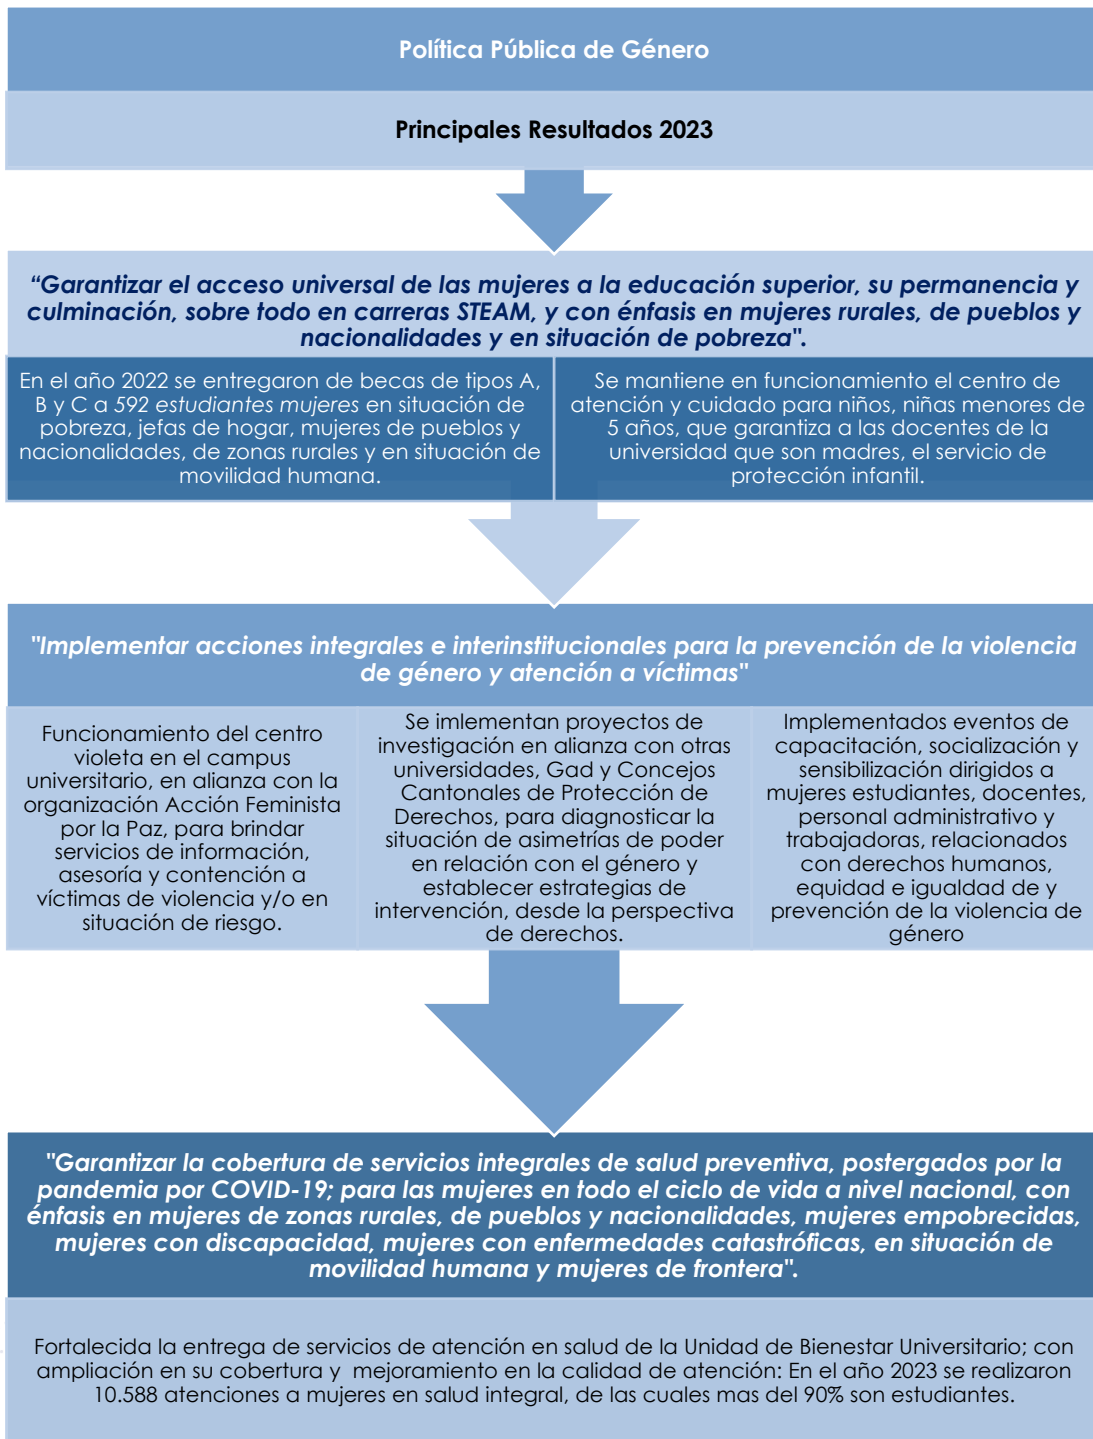 Política Pública de Género
Principales Resultados 2023
“Garantizar el acceso universal de las mujeres a la educación superior, su permanencia y
culminación, sobre todo en carreras STEAM, y con énfasis en mujeres rurales, de pueblos y
nacionalidades y en situación de pobreza".
En el año 2022 se entregaron de becas de tipos A,
B y C a 592 estudiantes mujeres en situación de
pobreza, jefas de hogar, mujeres de pueblos y
nacionalidades, de zonas rurales y en situación de
movilidad humana.
Se mantiene en funcionamiento el centro de
atención y cuidado para niños, niñas menores de
5 años, que garantiza a las docentes de la
universidad que son madres, el servicio de
protección infantil.
"Implementar acciones integrales e interinstitucionales para la prevención de la violencia
de género y atención a víctimas"
Funcionamiento del centro
violeta en el campus
universitario, en alianza con la
organización Acción Feminista
por la Paz, para brindar
servicios de información,
asesoría y contención a
víctimas de violencia y/o en
situación de riesgo.
Se imlementan proyectos de
investigación en alianza con otras
universidades, Gad y Concejos
Cantonales de Protección de
Derechos, para diagnosticar la
situación de asimetrías de poder
en relación con el género y
establecer estrategias de
intervención, desde la perspectiva
de derechos.
Implementados eventos de
capacitación, socialización y
sensibilización dirigidos a
mujeres estudiantes, docentes,
personal administrativo y
trabajadoras, relacionados
con derechos humanos,
equidad e igualdad de y
prevención de la violencia de
género
"Garantizar la cobertura de servicios integrales de salud preventiva, postergados por la
pandemia por COVID-19; para las mujeres en todo el ciclo de vida a nivel nacional, con
énfasis en mujeres de zonas rurales, de pueblos y nacionalidades, mujeres empobrecidas,
mujeres con discapacidad, mujeres con enfermedades catastróficas, en situación de
movilidad humana y mujeres de frontera".
Fortalecida la entrega de servicios de atención en salud de la Unidad de Bienestar Universitario; con
ampliación en su cobertura y  mejoramiento en la calidad de atención: En el año 2023 se realizaron
10.588 atenciones a mujeres en salud integral, de las cuales mas del 90% son estudiantes.